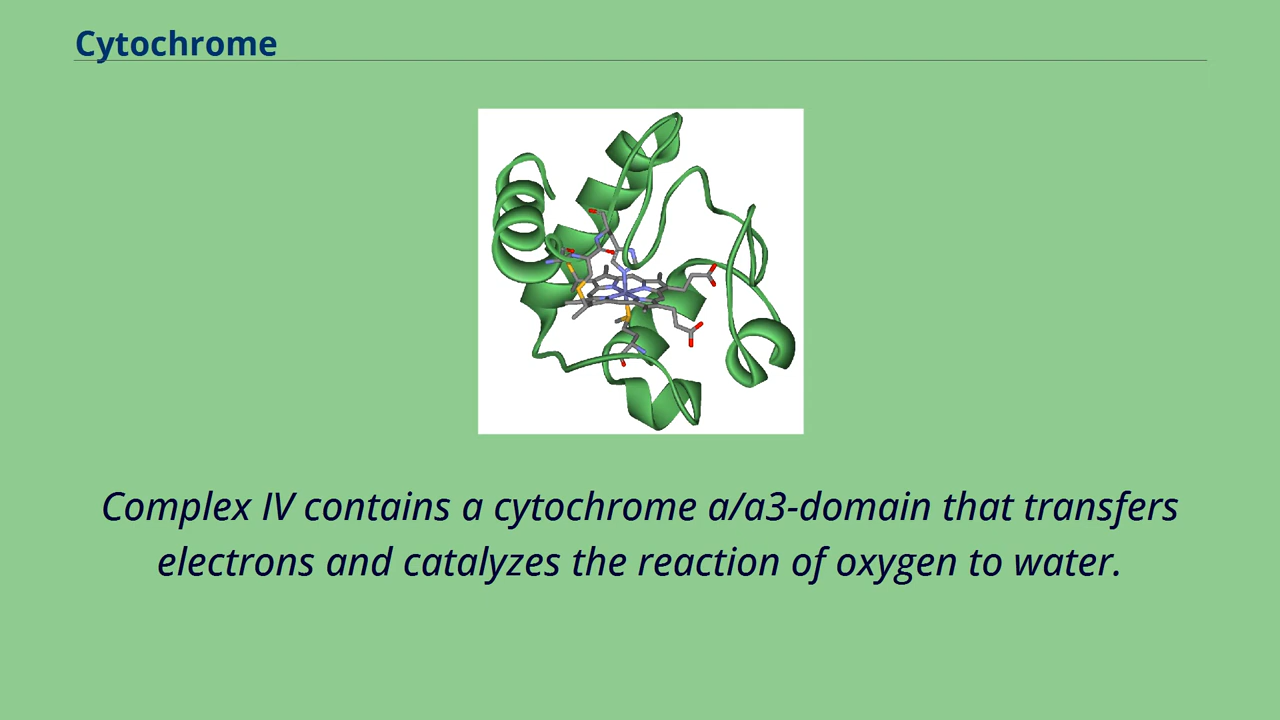 Cytochrome
Complex IV contains a cytochrome a/a3-domain that transfers
electrons and catalyzes the reaction of oxygen to water.